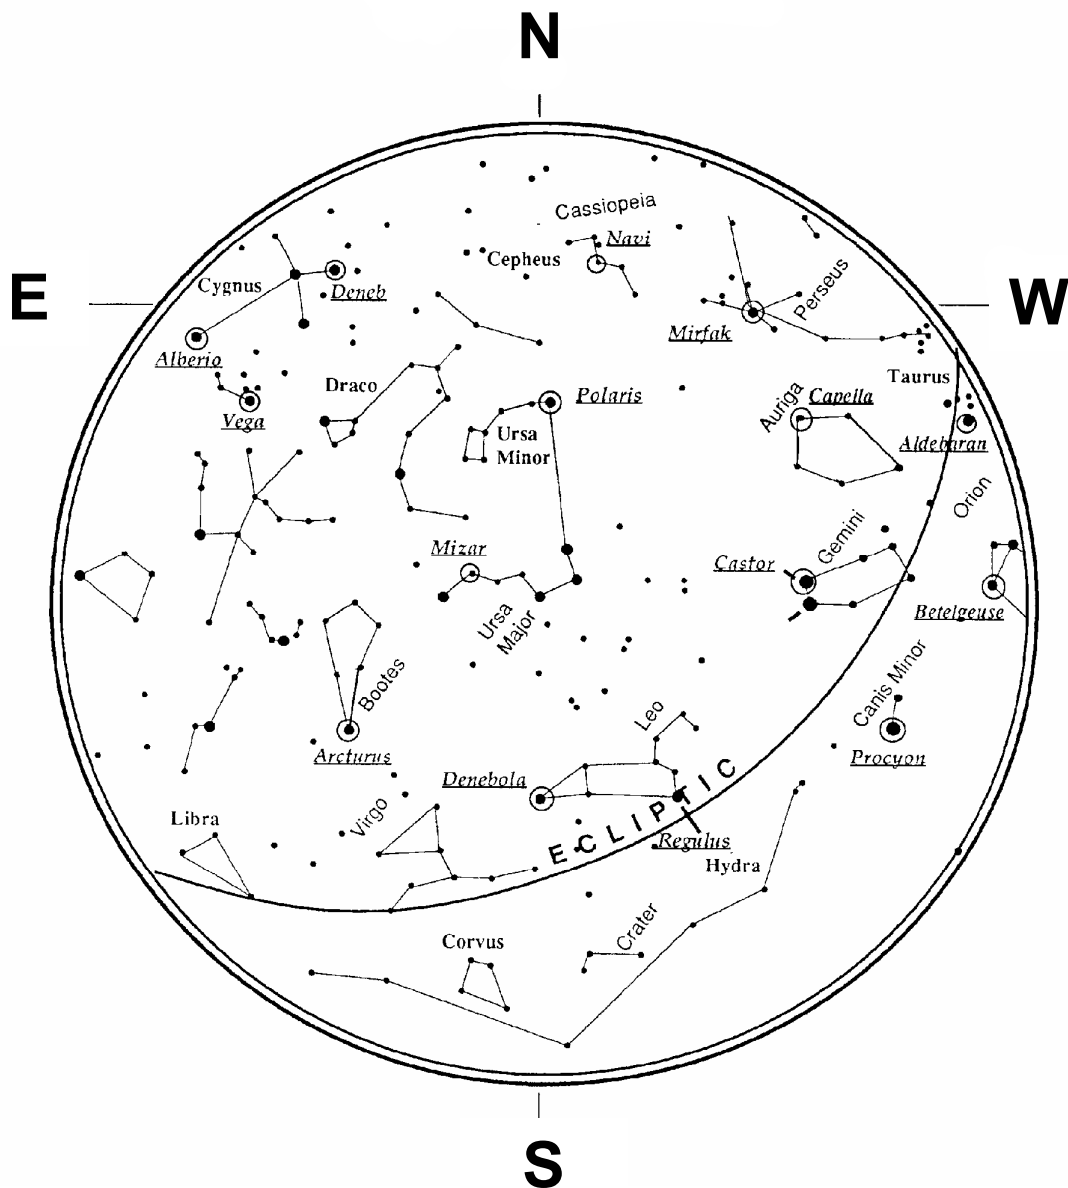 N
Cassiopeia
Navi
Cepheus
Cygnus
Deneb
E
W
Perseus
Mirfak
Alberio
Draco
Taurus
Vega
Polaris
Auriga
Capella
Ursa
Minor
Aldebaran
Orion
Mizar
Gemini
Castor
Betelgeuse
Ursa
Major
Bootes
Canis Minor
Leo
Arcturus
Procyon
Denebola
ECLIPTIC
Libra
Virgo
Regulus
Hydra
Crater
Corvus
S